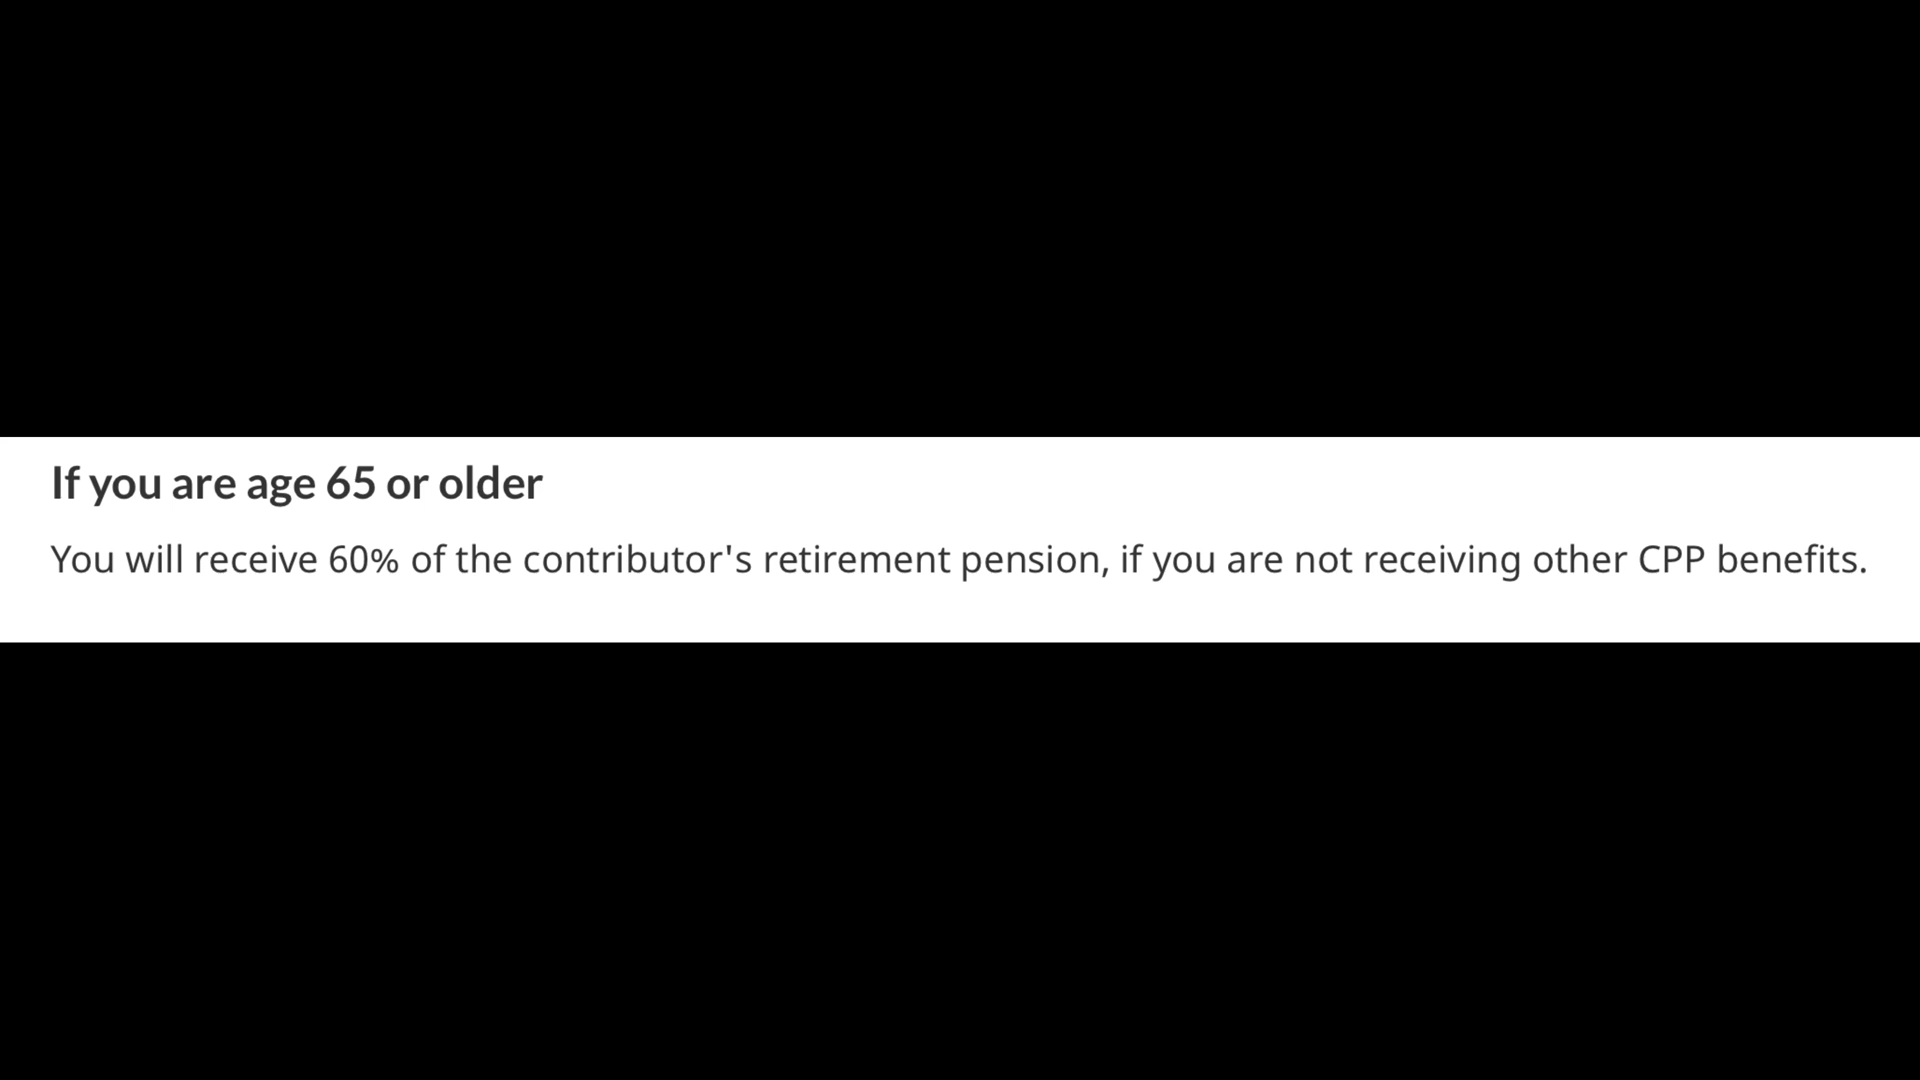 If you are age 65 or older
You will receive 60% of the contributor's retirement pension, if you are not receiving other CPP benefits.